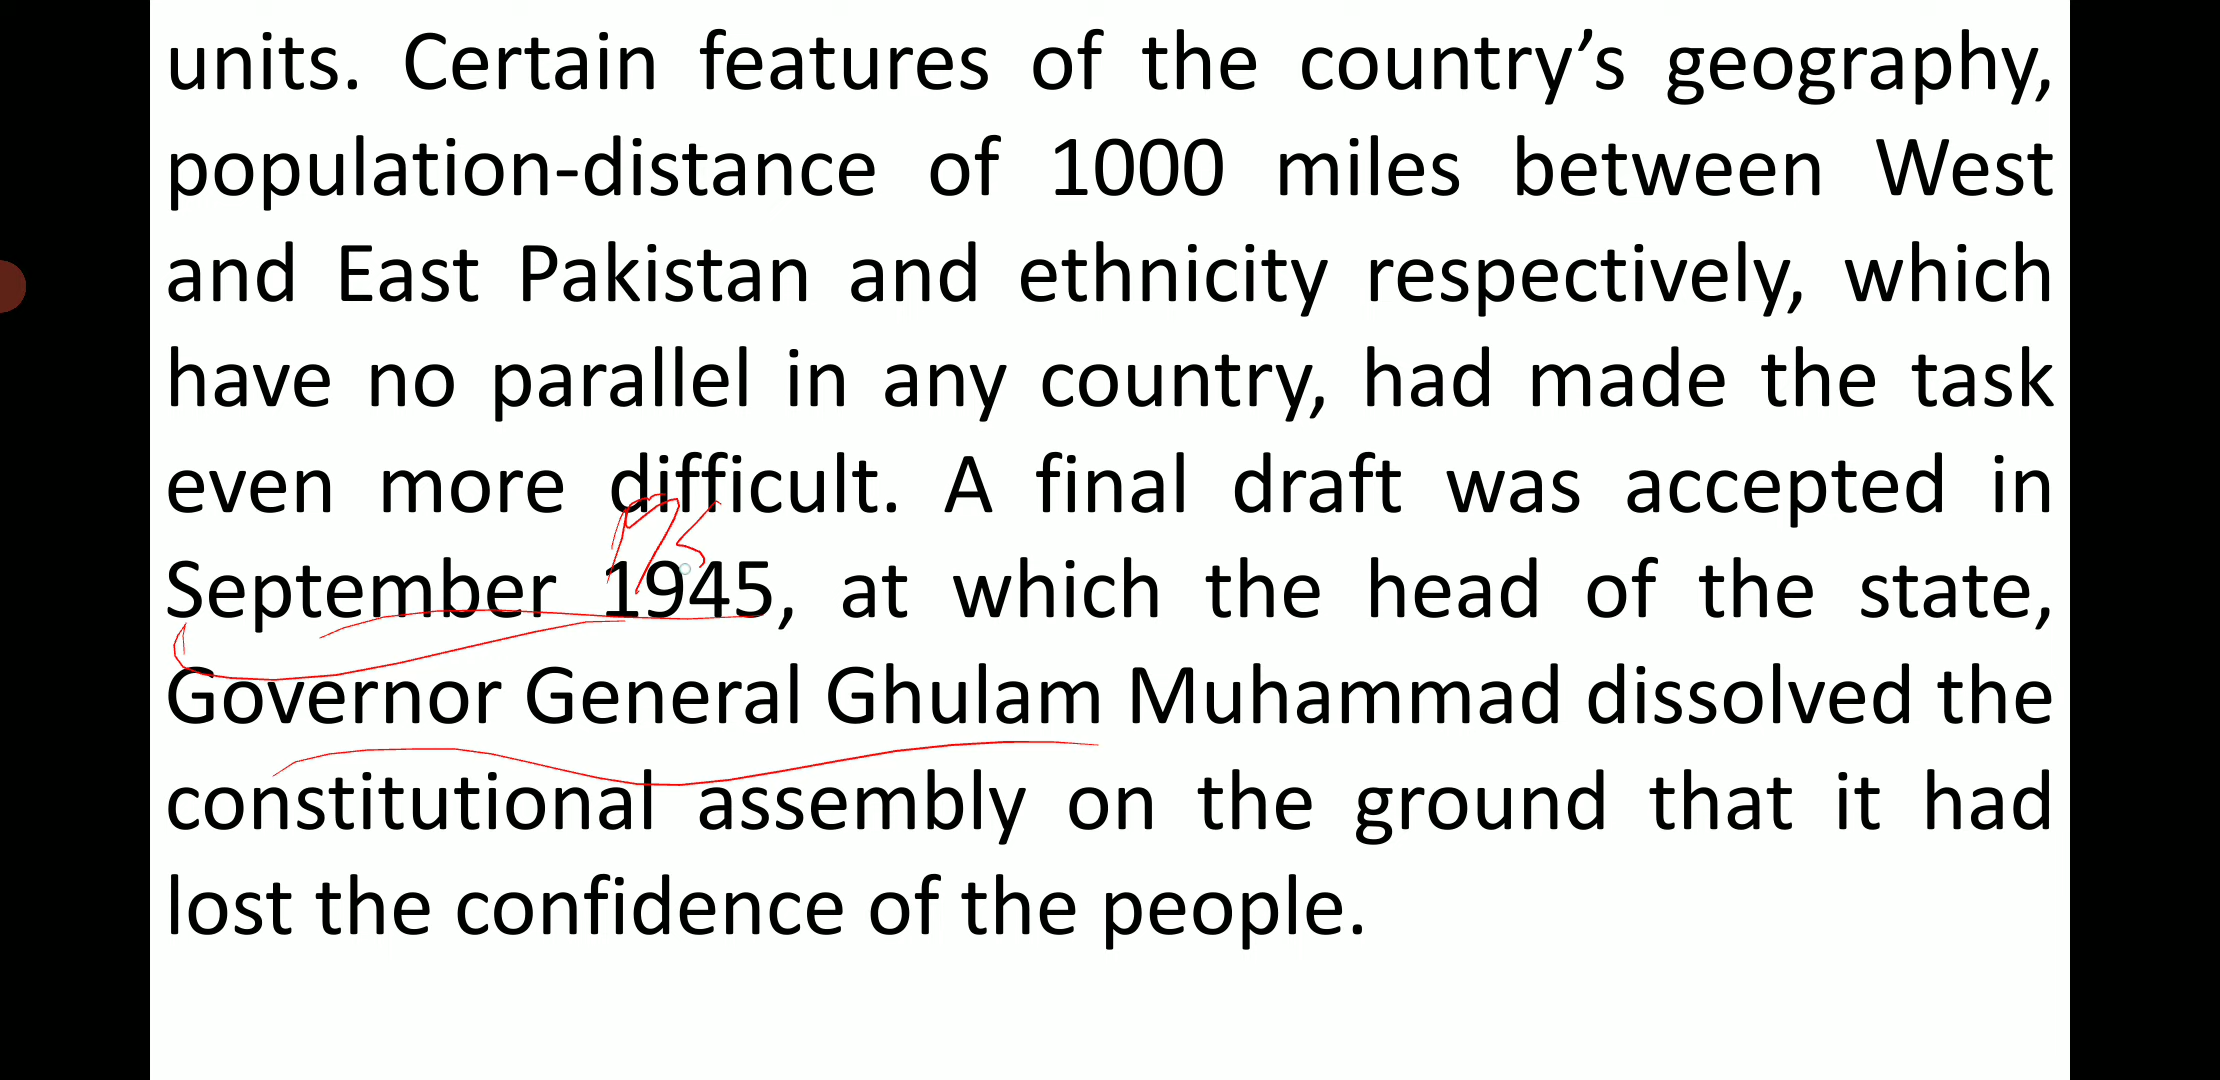 units. Certain features of the country’s geography,
population-distance of 1000 miles between West
and East Pakistan and ethnicity respectively, which
have no parallel in any country, had made the task
even more difficult. A final draft was accepted in
September 1945, at which the head of the state,
Governor General Ghulam Muhammad dissolved the
constitutional assembly on the ground that it had
lost the confidence of the people.